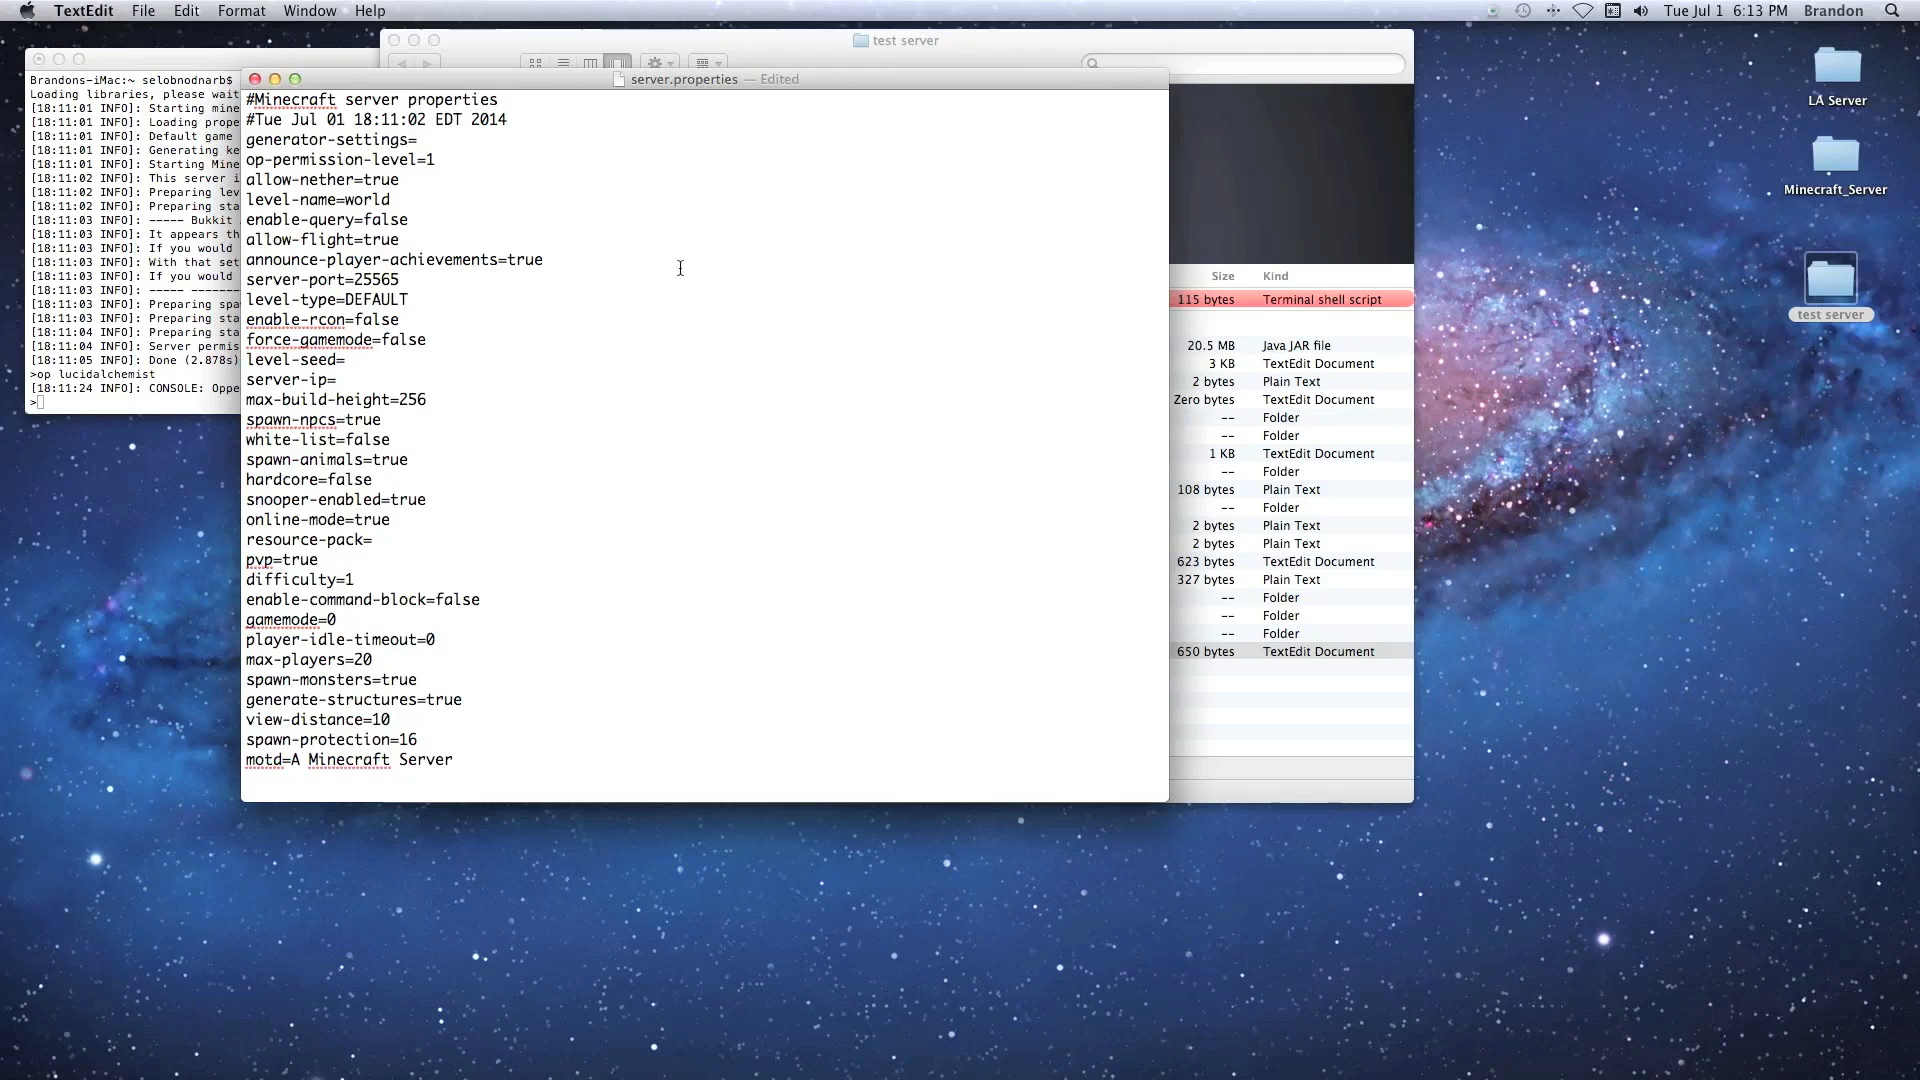 TextEdit File Edit Format Window Help
Tue Jul 1 6:13 PM Brandon
test server
Brandons-iMac:~ selobnodnarb$
Loading libraries, please wait
[18:11:01 INFO]: Starting mine
[18:11:01 INFO]: Loading prope
[18:11:01 INFO]: Default game
[18:11:01 INFO]: Generating ke
[18:11:01 INFO]: Starting Mine
[18:11:02 INFO]: This server i
[18:11:02 INFO]: Preparing lev
[18:11:02 INFO]: Preparing sta
[18:11:03 INFO]: ----- Bukkit
[18:11:03 INFO]: It appears th
[18:11:03 INFO]: If you would
[18:11:03 INFO]: With that set
[18:11:03 INFO]: If you would
[18:11:03 INFO]: ----- -------
[18:11:03 INFO]: Preparing spa
[18:11:03 INFO]: Preparing sta
[18:11:04 INFO]: Preparing sta
[18:11:04 INFO]: Server permis
[18:11:05 INFO]: Done (2.878s)
>op lucidalchemist
[18:11:24 INFO]: CONSOLE: Oppe
>
server.properties — Edited
#Minecraft server properties
#Tue Jul 01 18:11:02 EDT 2014
generator-settings=
op-permission-level=1
allow-nether=true
level-name=world
enable-query=false
allow-flight=true
announce-player-achievements=true
server-port=25565
level-type=DEFAULT
enable-rcon=false
force-gamemode=false
level-seed=
server-ip=
max-build-height=256
spawn-npcs=true
white-list=false
spawn-animals=true
hardcore=false
snooper-enabled=true
online-mode=true
resource-pack=
pvp=true
difficulty=1
enable-command-block=false
gamemode=0
player-idle-timeout=0
max-players=20
spawn-monsters=true
generate-structures=true
view-distance=10
spawn-protection=16
motd=A Minecraft Server
Size Kind
115 bytes Terminal shell script
20.5 MB Java JAR file
3 KB TextEdit Document
2 bytes Plain Text
Zero bytes TextEdit Document
-- Folder
-- Folder
1 KB TextEdit Document
-- Folder
108 bytes Plain Text
-- Folder
2 bytes Plain Text
2 bytes Plain Text
623 bytes TextEdit Document
327 bytes Plain Text
-- Folder
-- Folder
-- Folder
650 bytes TextEdit Document
LA Server
Minecraft_Server
test server